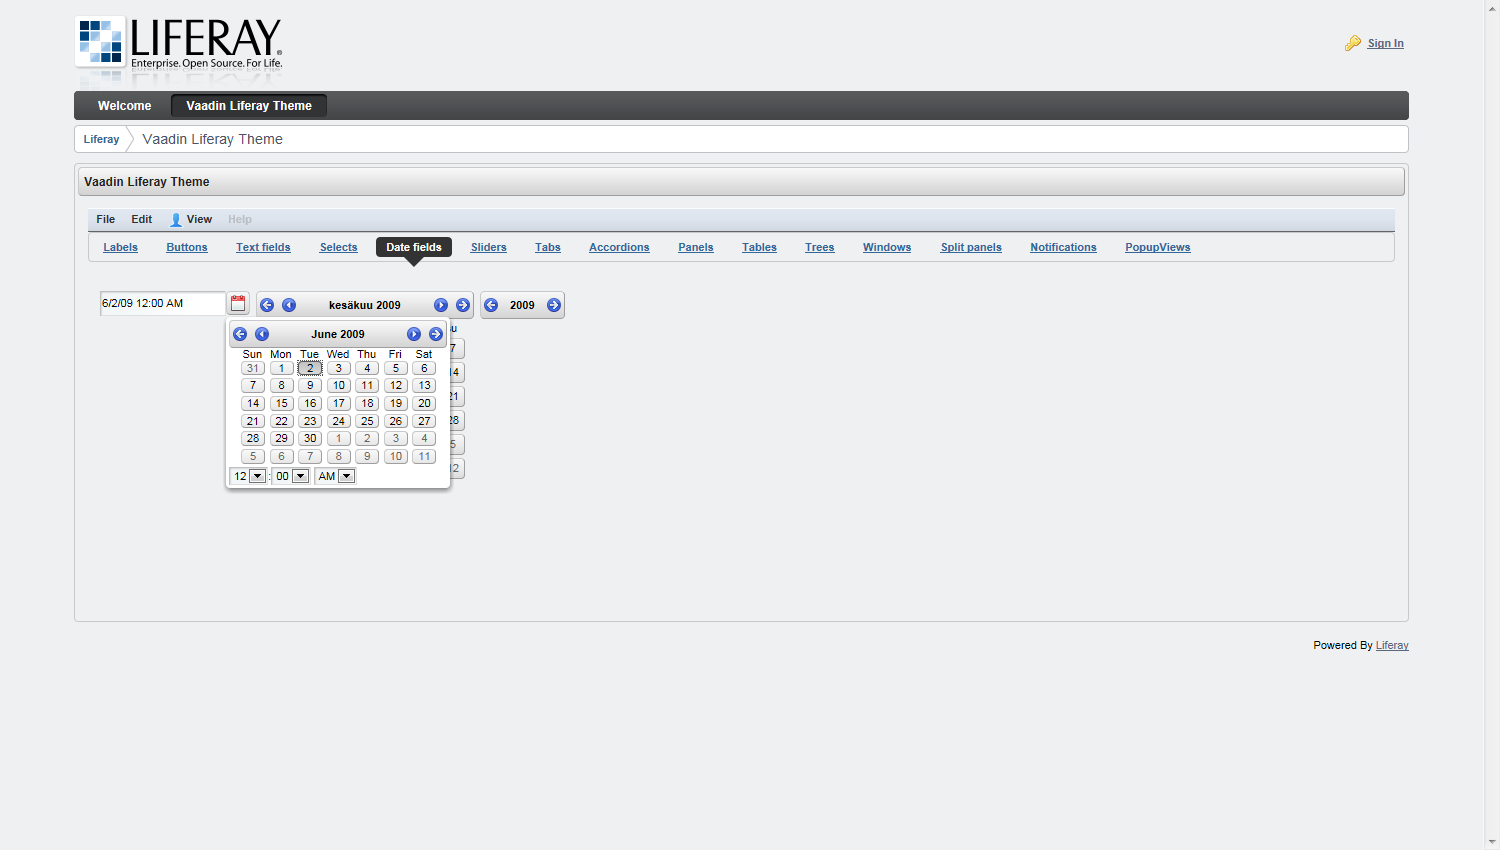 LIFERAY
Enterprise. Open Source. For Life.
Sign In
Welcome Vaadin Liferay Theme
Liferay Vaadin Liferay Theme
Vaadin Liferay Theme
File Edit View Help
Labels Buttons Text fields Selects Date fields Sliders Tabs Accordions Panels Tables Trees Windows Split panels Notifications PopupViews
6/2/09 12:00 AM kesäkuu 2009 2009
June 2009
Sun Mon Tue Wed Thu Fri Sat
31 1 2 3 4 5 6
7 8 9 10 11 12 13
14 15 16 17 18 19 20
21 22 23 24 25 26 27
28 29 30 1 2 3 4
5 6 7 8 9 10 11
12 : 00 AM
7
14
21
28
5
12
Powered By Liferay